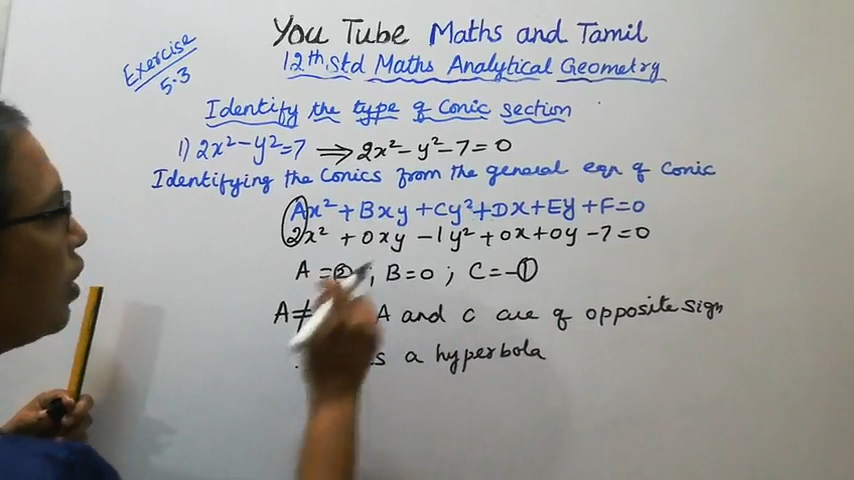 You Tube Maths and Tamil
12th Std Maths Analytical Geometry
Exercise
5.3
Identify the type of Conic section
1) 2x²-y²=7 ⇒ 2x²-y²-7=0
Identifying the Conics from the general eqn of Conic
Ax²+Bxy+Cy²+Dx+Ey+F=0
2x²+0xy-1y²+0x+0y-7=0
A=2; B=0; C=-1
A≠ A and c are of opposite sign
a hyperbola